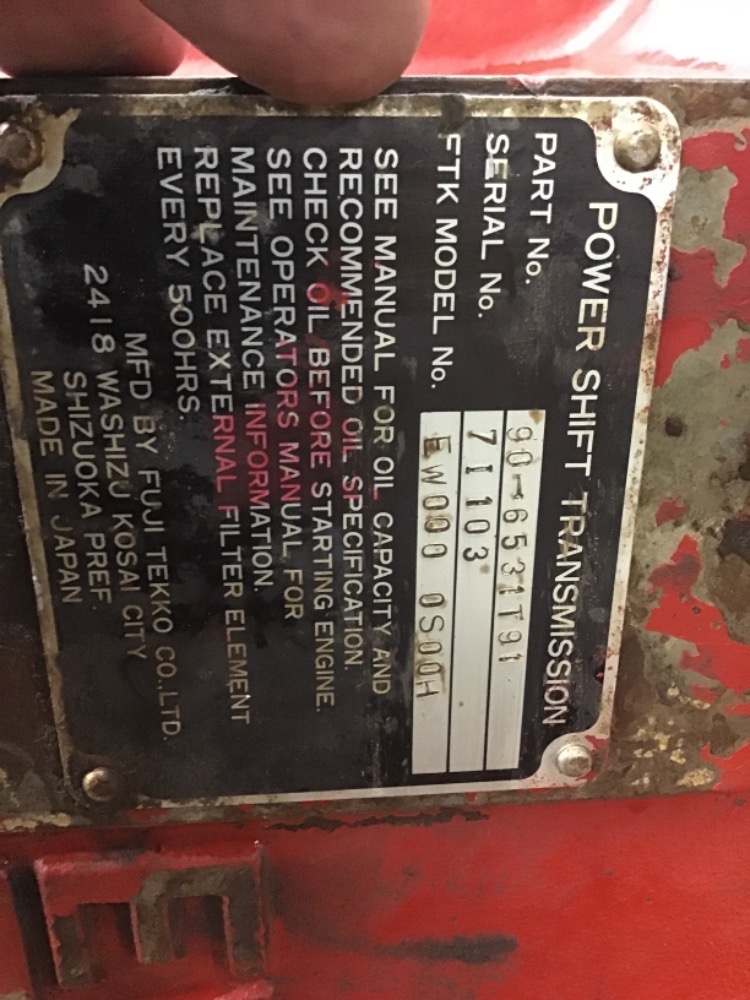 POWER SHIFT TRANSMISSION
PART No. 90-6531T91
SERIAL No. 71103
FTK MODEL No. EW000 0S00H
SEE MANUAL FOR OIL CAPACITY AND
RECOMMENDED OIL SPECIFICATION.
CHECK OIL BEFORE STARTING ENGINE.
SEE OPERATORS MANUAL FOR
MAINTENANCE INFORMATION.
REPLACE EXTERNAL FILTER ELEMENT
EVERY 500HRS.
MFD BY FUJI TEKKO CO.,LTD.
2418 WASHIZU KOSAI CITY
SHIZUOKA PREF.
MADE IN JAPAN
E